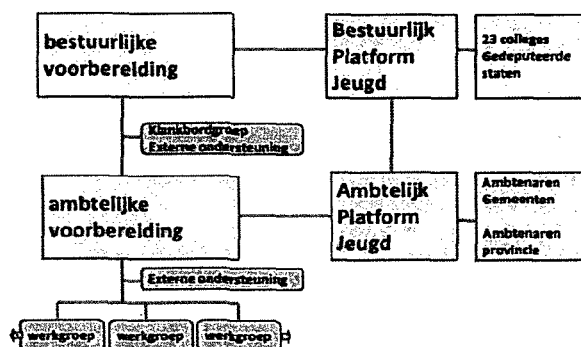 bestuurlijke
voorbereiding
Bestuurlijk
Platform
Jeugd
23 colleges
Gedeputeerde
staten
Klankbordgroep
Externe ondersteuning
ambtelijke
voorbereiding
Ambtelijk
Platform
Jeugd
Ambtenaren
Gemeenten
Ambtenaren
provincie
Externe ondersteuning
werkgroep
werkgroep
werkgroep